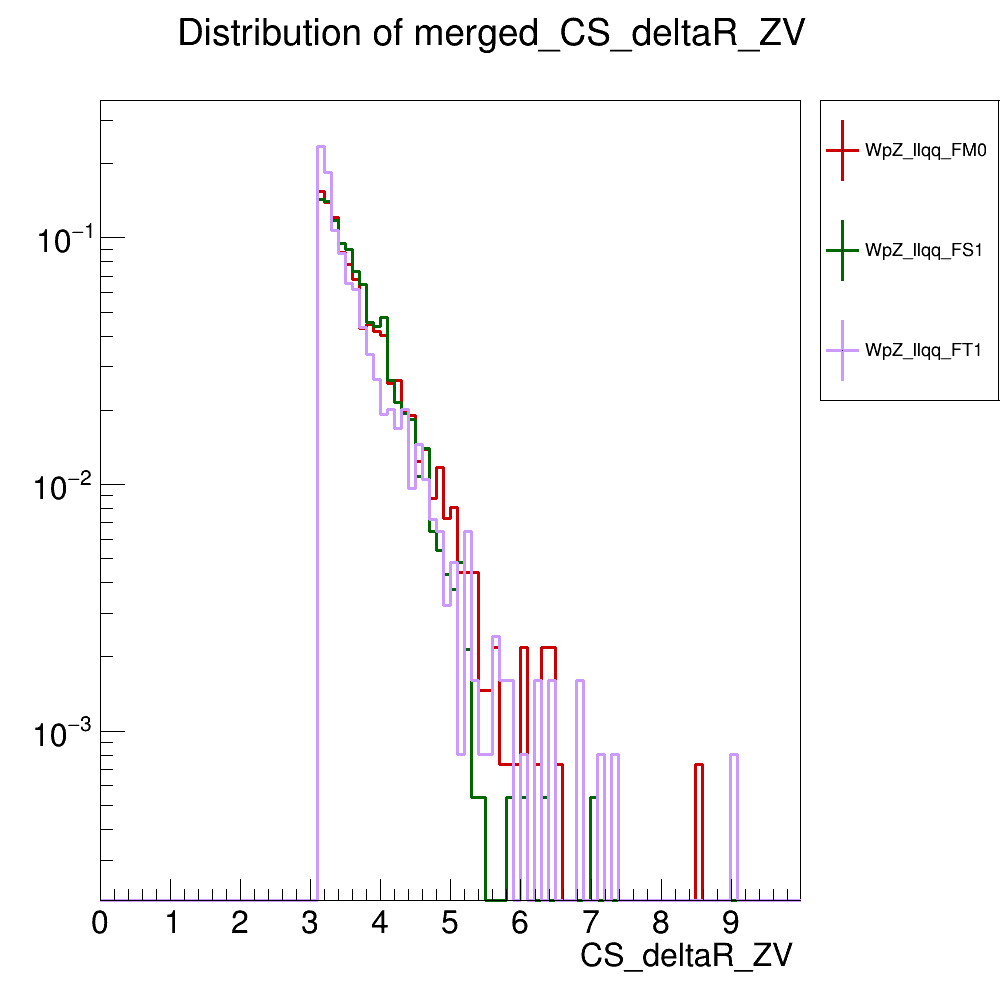 Distribution of merged_CS_deltaR_ZV
WpZ_llqq_FM0
WpZ_llqq_FS1
WpZ_llqq_FT1
10⁻¹
10⁻²
10⁻³
0 1 2 3 4 5 6 7 8 9
CS_deltaR_ZV